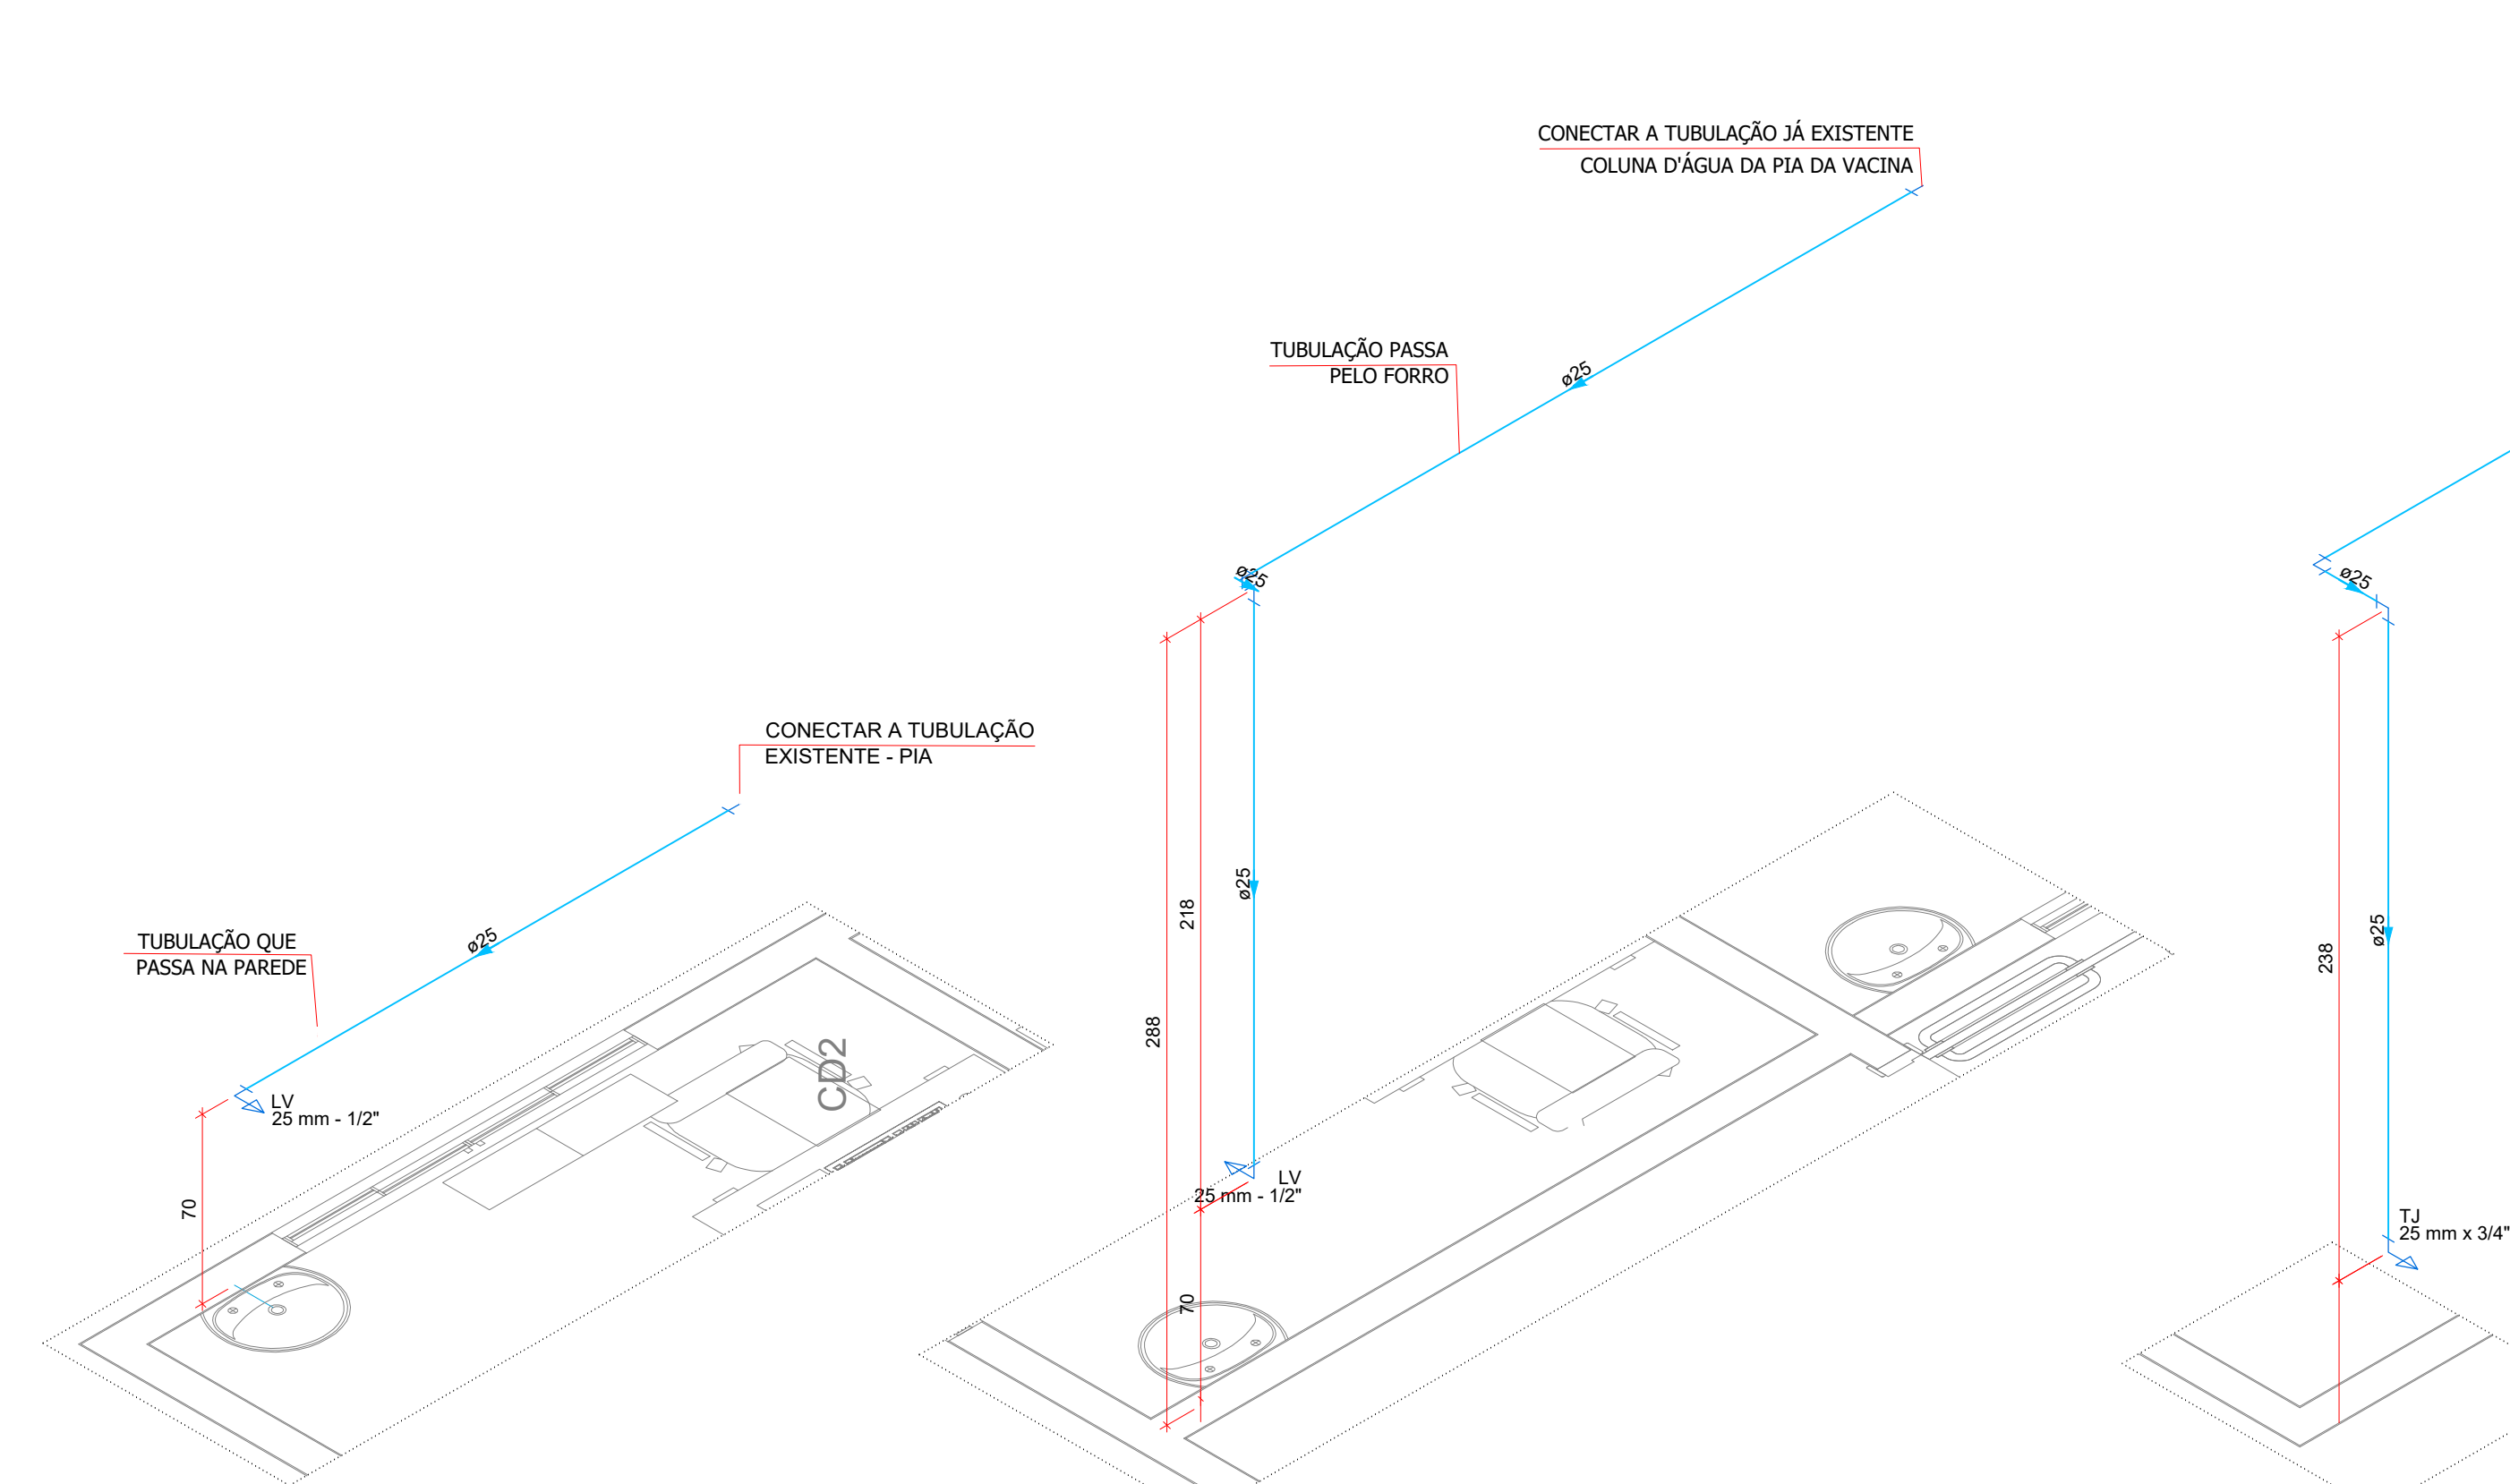 CONECTAR A TUBULAÇÃO JÁ EXISTENTE
COLUNA D'ÁGUA DA PIA DA VACINA
TUBULAÇÃO PASSA
PELO FORRO
ø25
ø25
ø25
CONECTAR A TUBULAÇÃO
EXISTENTE - PIA
TUBULAÇÃO QUE
PASSA NA PAREDE
ø25
LV
25 mm - 1/2"
70
CD2
218
288
ø25
LV
25 mm - 1/2"
70
238
ø25
TJ
25 mm x 3/4"